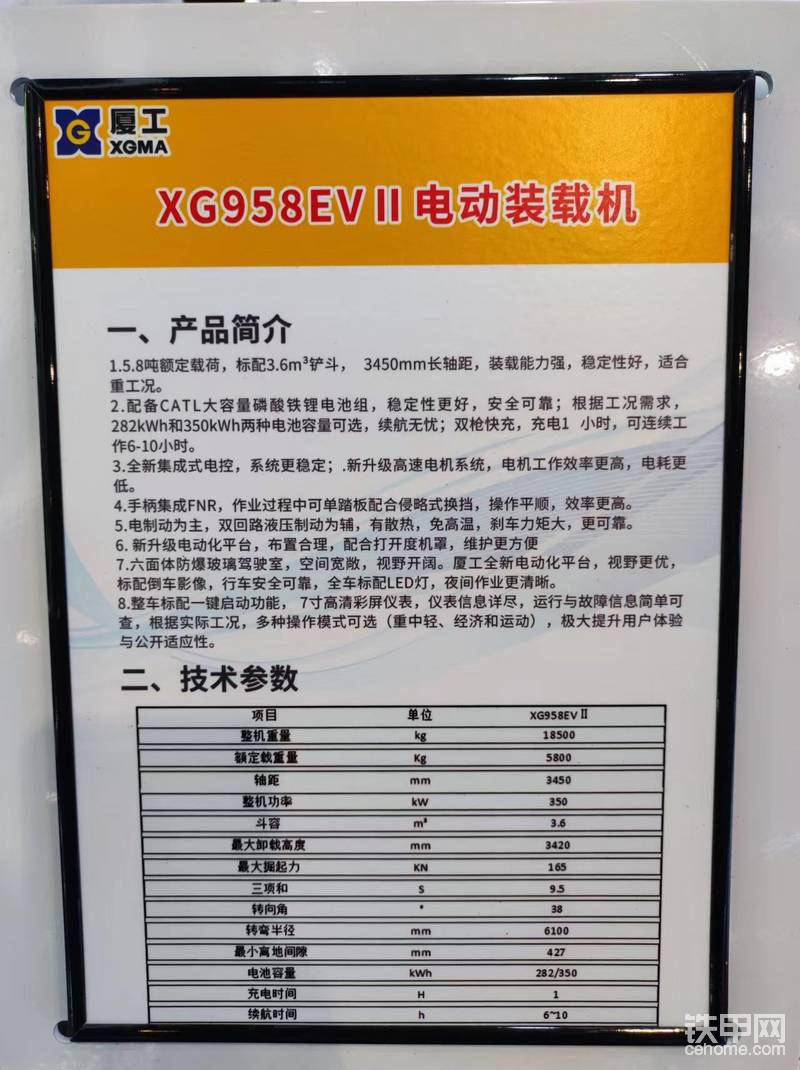 厦工
XGMA
XG958EVⅡ电动装载机
一、产品简介
1.5.8吨额定载荷，标配3.6m³铲斗， 3450mm长轴距，装载能力强，稳定性好，适合
重工况。
2.配备CATL大容量磷酸铁锂电池组，稳定性更好，安全可靠；根据工况需求，
282kWh和350kWh两种电池容量可选，续航无忧；双枪快充，充电1 小时，可连续工
作6-10小时。
3.全新集成式电控，系统更稳定；.新升级高速电机系统，电机工作效率更高，电耗更
低。
4.手柄集成FNR，作业过程中可单踏板配合侵略式换挡，操作平顺，效率更高。
5.电制动为主，双回路液压制动为辅，有散热，免高温，刹车力矩大，更可靠。
6. 新升级电动化平台，布置合理，配合打开度机罩，维护更方便
7.六面体防爆玻璃驾驶室，空间宽敞，视野开阔。厦工全新电动化平台，视野更优，
标配倒车影像，行车安全可靠，全车标配LED灯，夜间作业更清晰。
8.整车标配一键启动功能， 7寸高清彩屏仪表，仪表信息详尽，运行与故障信息简单可
查，根据实际工况，多种操作模式可选（重中轻、经济和运动），极大提升用户体验
与公开适应性。
二、技术参数
项目 单位 XG958EVⅡ
整机重量 kg 18500
额定载重量 Kg 5800
轴距 mm 3450
整机功率 kW 350
斗容 m³ 3.6
最大卸载高度 mm 3420
最大掘起力 KN 165
三项和 S 9.5
转向角 ° 38
转弯半径 mm 6100
最小离地间隙 mm 427
电池容量 kWh 282/350
充电时间 H 1
续航时间 h 6~10
铁甲网
cehome.com